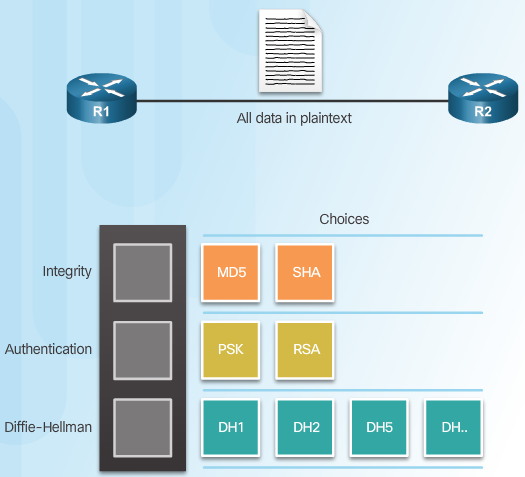 R1
R2
All data in plaintext
Choices
Integrity
MD5
SHA
Authentication
PSK
RSA
Diffie-Hellman
DH1
DH2
DH5
DH..